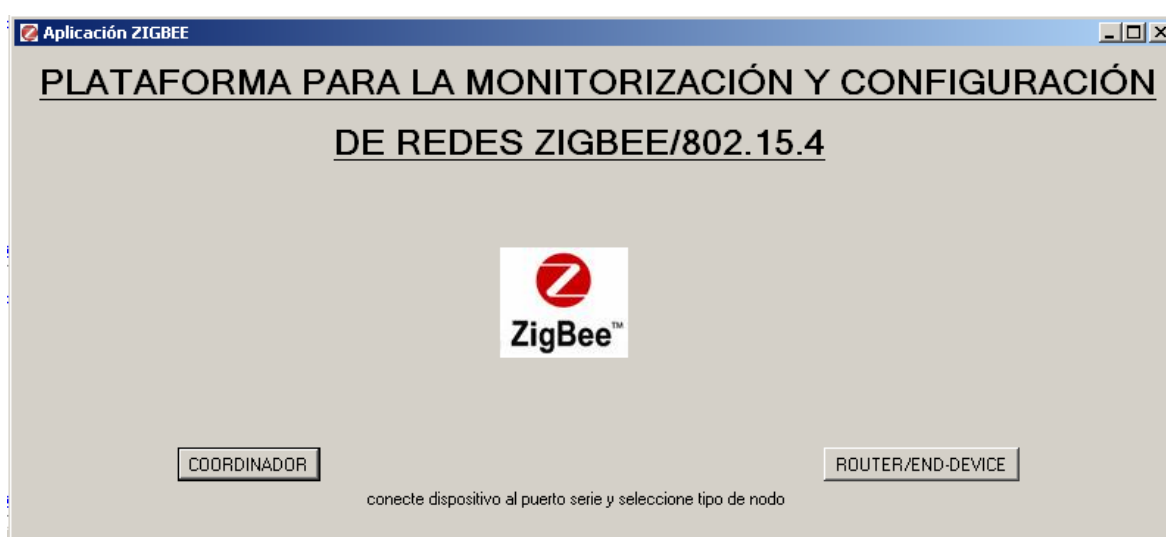 Aplicación ZIGBEE
PLATAFORMA PARA LA MONITORIZACIÓN Y CONFIGURACIÓN
DE REDES ZIGBEE/802.15.4
ZigBee™
COORDINADOR
ROUTER/END-DEVICE
conecte dispositivo al puerto serie y seleccione tipo de nodo